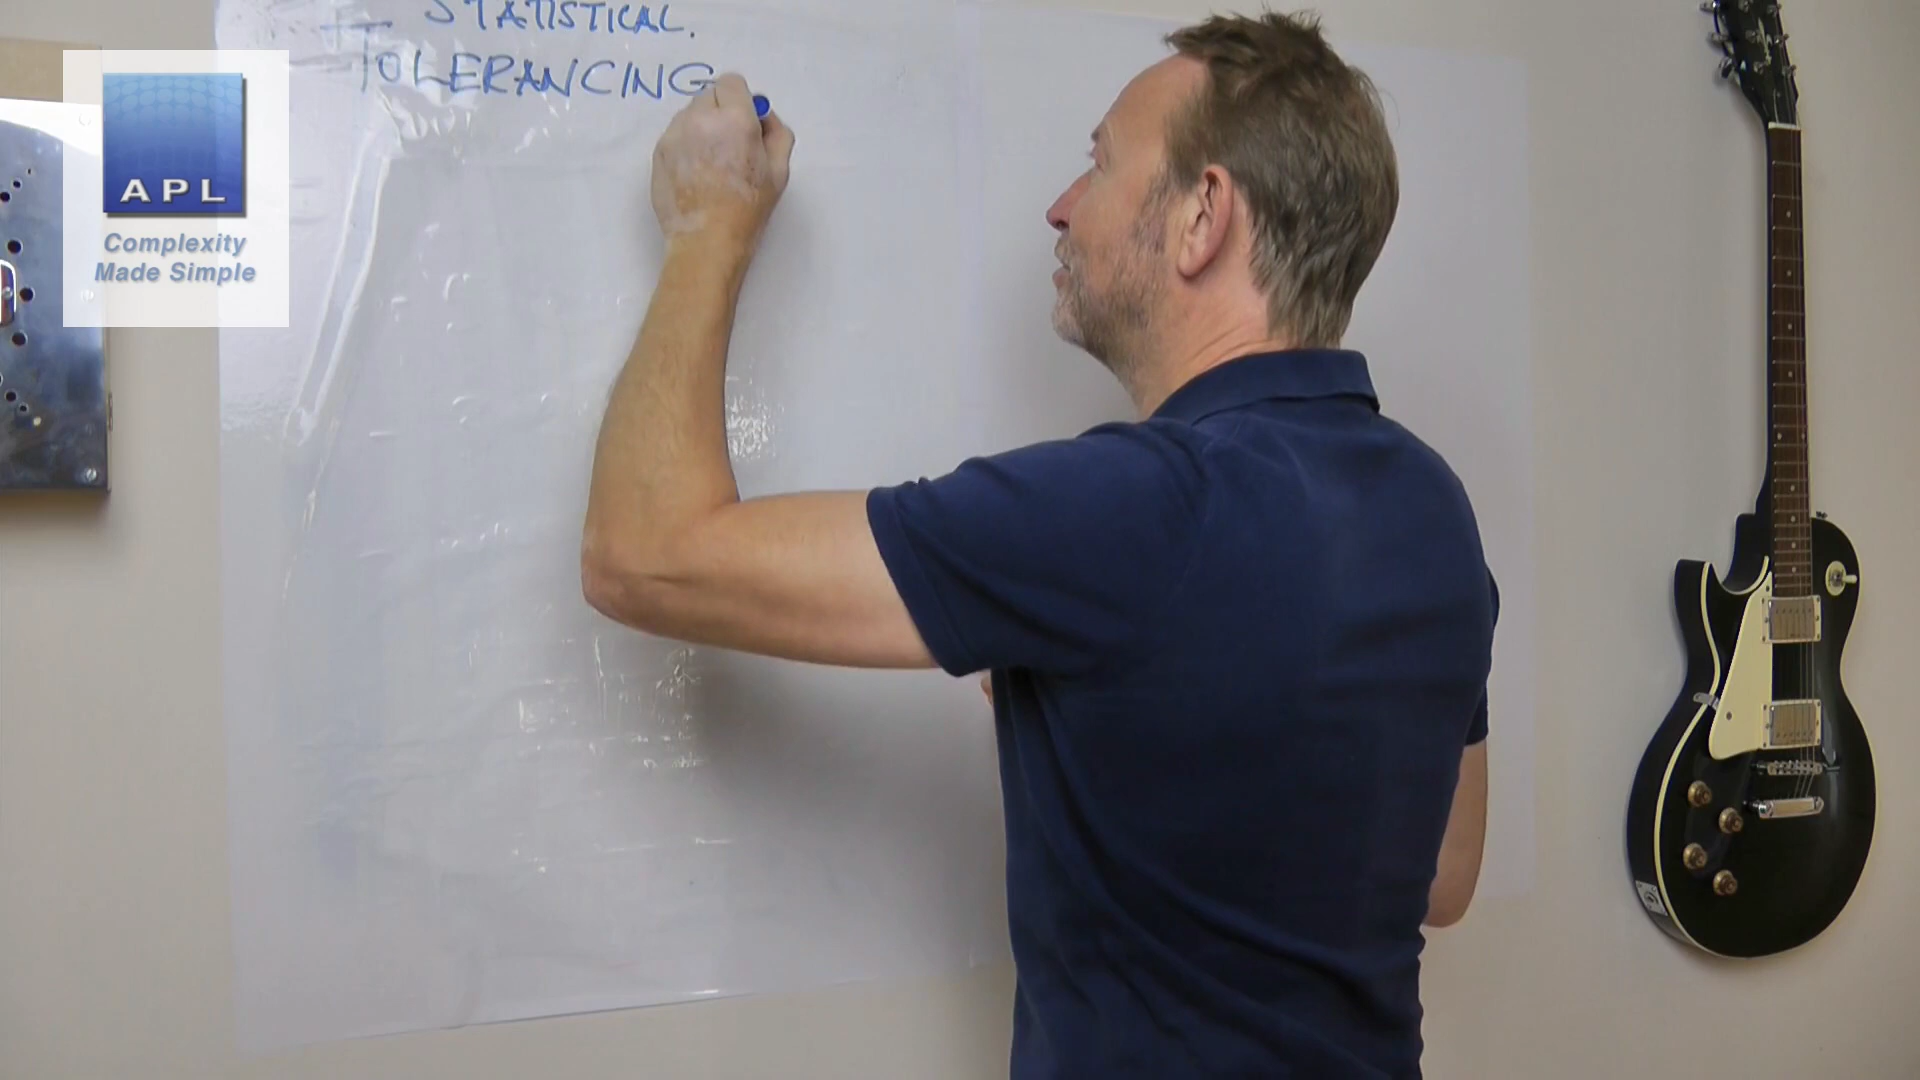 STATISTICAL.
TOLERANCING
APL
Complexity
Made Simple